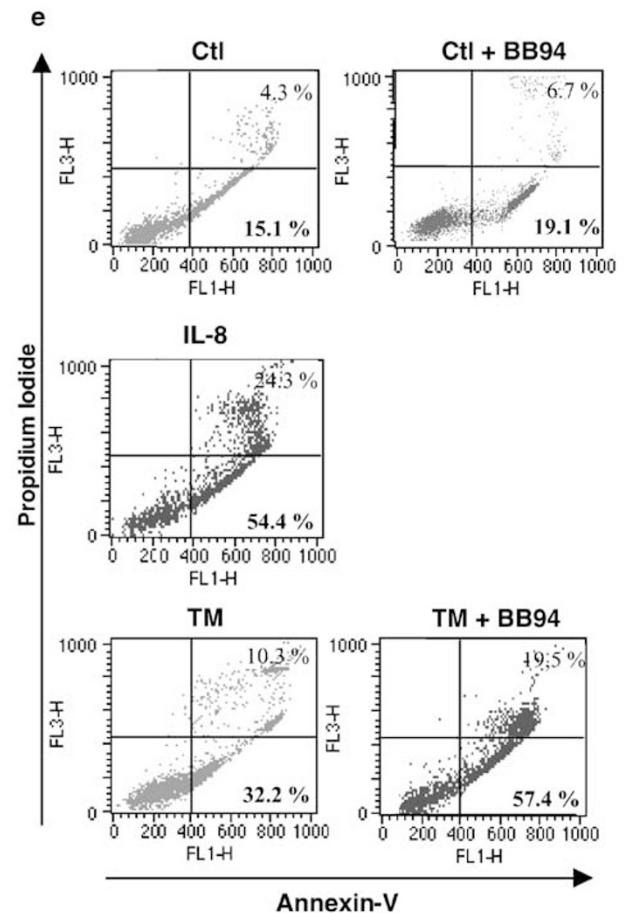 e
Ctl
Ctl + BB94
1000
4.3 %
FL3-H
0
15.1 %
0 200 400 600 800 1000
FL1-H
1000
6.7 %
FL3-H
0
19.1 %
0 200 400 600 800 1000
FL1-H
IL-8
1000
24.3 %
FL3-H
0
54.4 %
0 200 400 600 800 1000
FL1-H
Propidium Iodide
TM
TM + BB94
1000
10.3 %
FL3-H
0
32.2 %
0 200 400 600 800 1000
FL1-H
1000
19.5 %
FL3-H
0
57.4 %
0 200 400 600 800 1000
FL1-H
Annexin-V